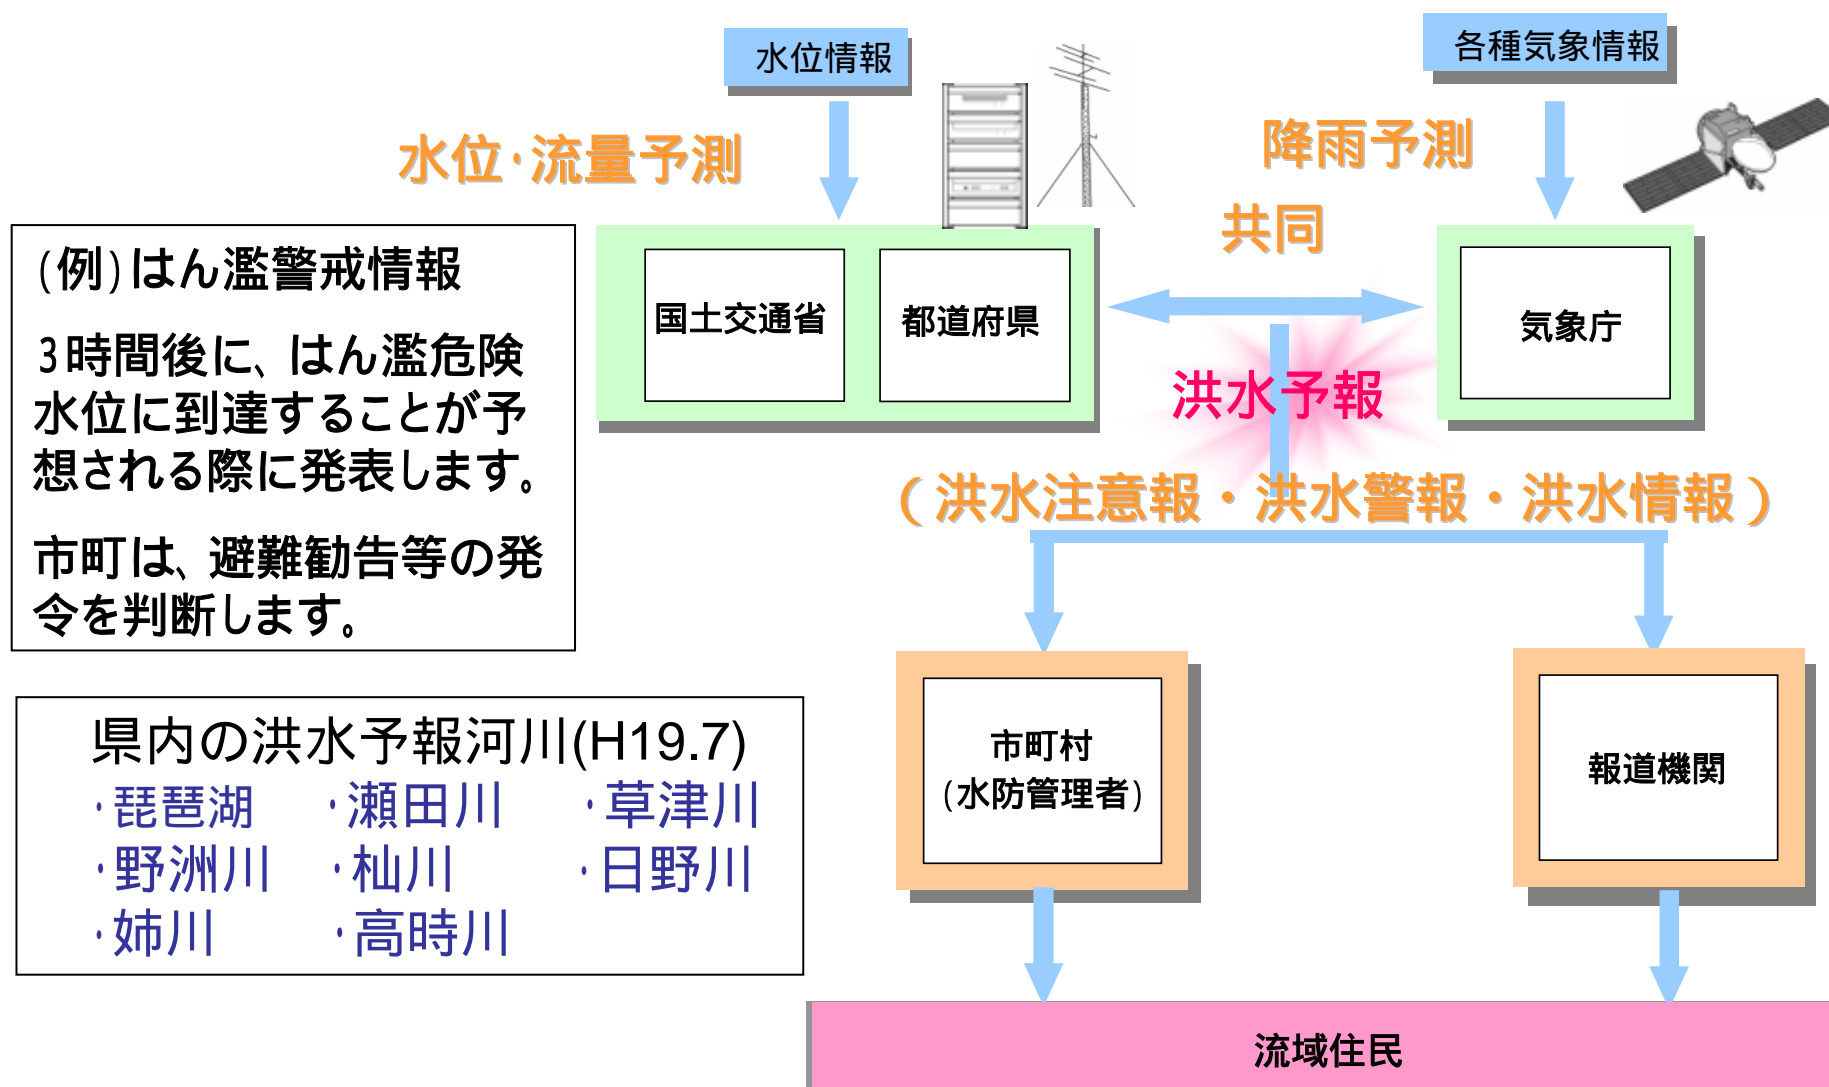 水位情報
各種気象情報
水位・流量予測
降雨予測
共同
(例)はん濫警戒情報
3時間後に、はん濫危険
水位に到達することが予
想される際に発表します。
市町は、避難勧告等の発
令を判断します。
国土交通省
都道府県
気象庁
洪水予報
(洪水注意報・洪水警報・洪水情報)
県内の洪水予報河川(H19.7)
・琵琶湖 ・瀬田川 ・草津川
・野洲川 ・杣川 ・日野川
・姉川 ・高時川
市町村
(水防管理者)
報道機関
流域住民